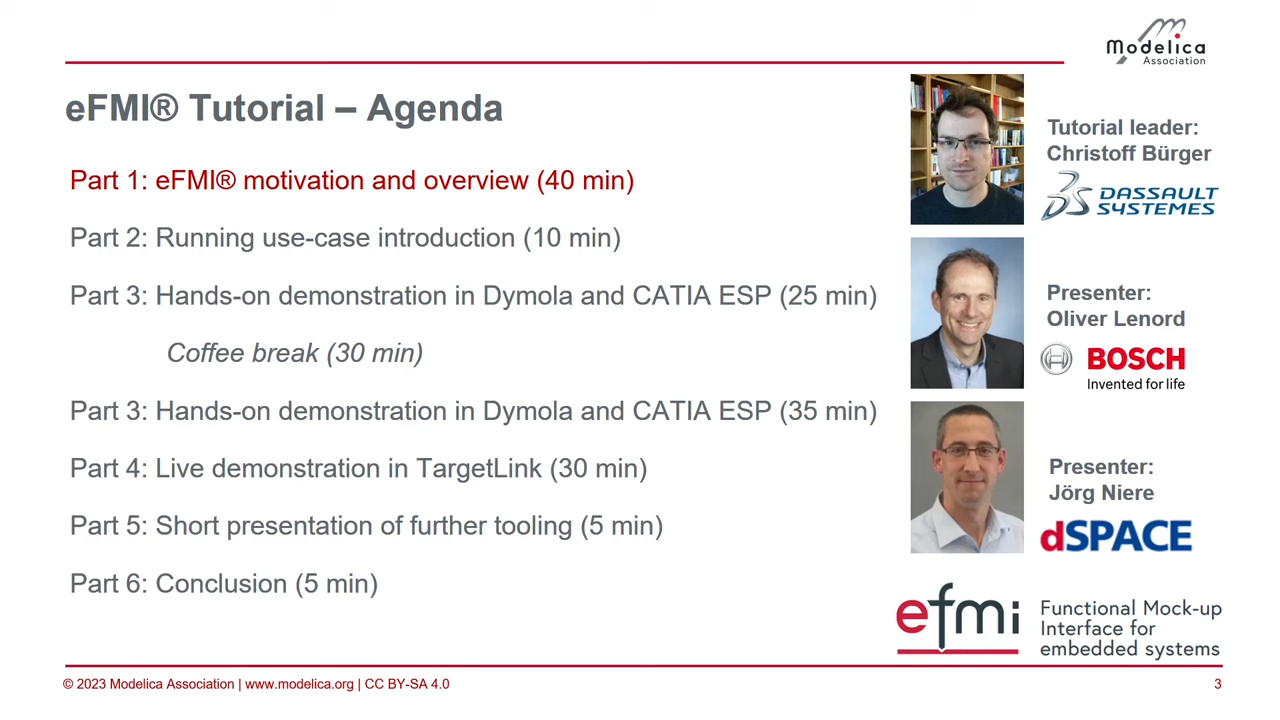 Modelica
Association
eFMI® Tutorial – Agenda
Part 1: eFMI® motivation and overview (40 min)
Part 2: Running use-case introduction (10 min)
Part 3: Hands-on demonstration in Dymola and CATIA ESP (25 min)
Coffee break (30 min)
Part 3: Hands-on demonstration in Dymola and CATIA ESP (35 min)
Part 4: Live demonstration in TargetLink (30 min)
Part 5: Short presentation of further tooling (5 min)
Part 6: Conclusion (5 min)
Tutorial leader:
Christoff Bürger
DASSAULT
SYSTEMES
Presenter:
Oliver Lenord
BOSCH
Invented for life
Presenter:
Jörg Niere
dSPACE
efmi
Functional Mock-up
Interface for
embedded systems
© 2023 Modelica Association | www.modelica.org | CC BY-SA 4.0
3